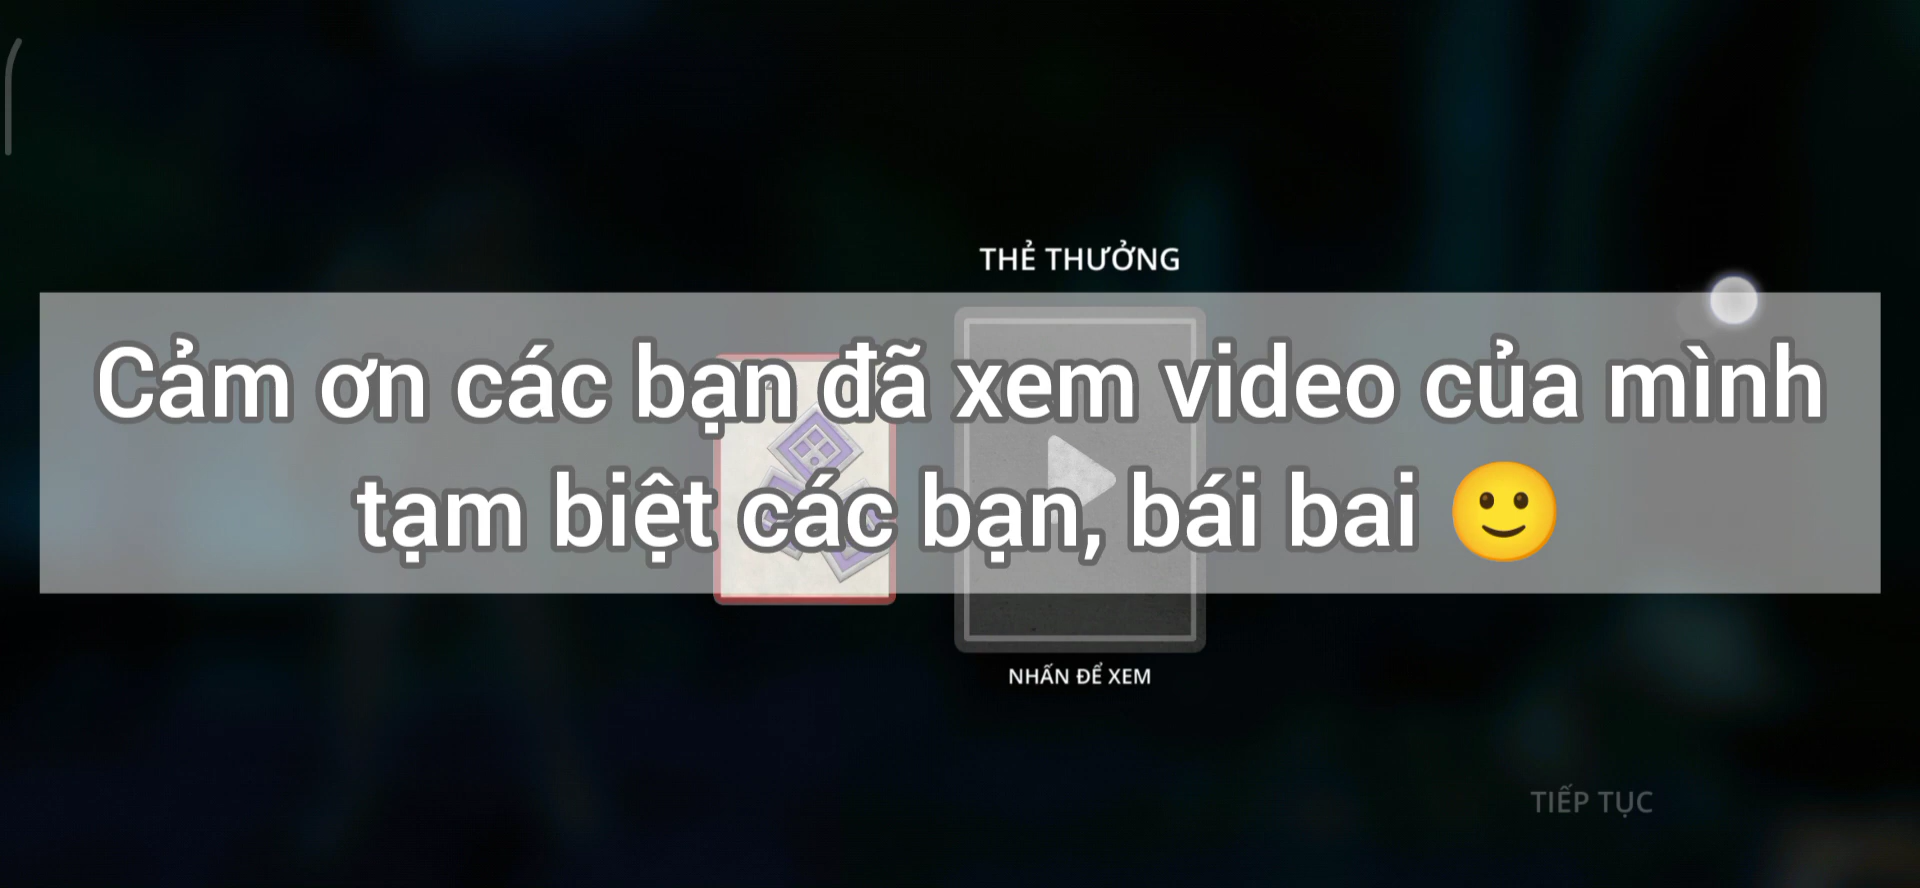 THẺ THƯỞNG
Cảm ơn các bạn đã xem video của mình
tạm biệt các bạn, bái bai 🙂
NHẤN ĐỂ XEM
TIẾP TỤC